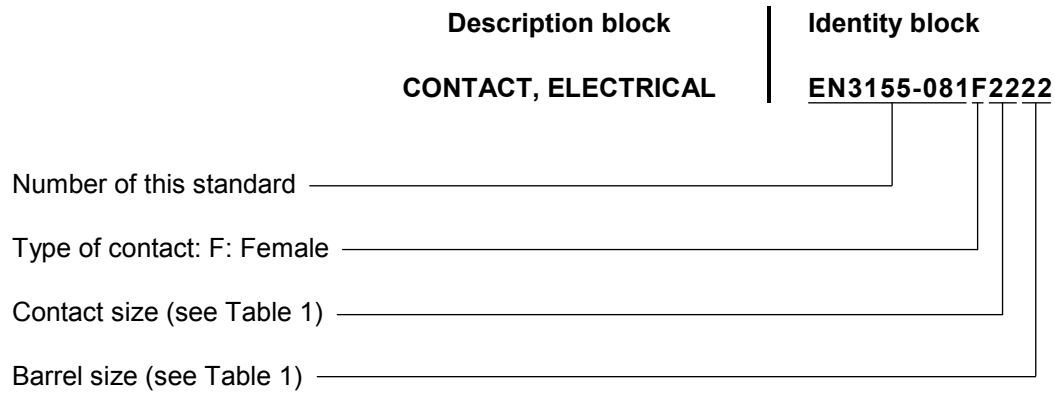 Description block Identity block
CONTACT, ELECTRICAL EN3155-081F2222
Number of this standard
Type of contact: F: Female
Contact size (see Table 1)
Barrel size (see Table 1)